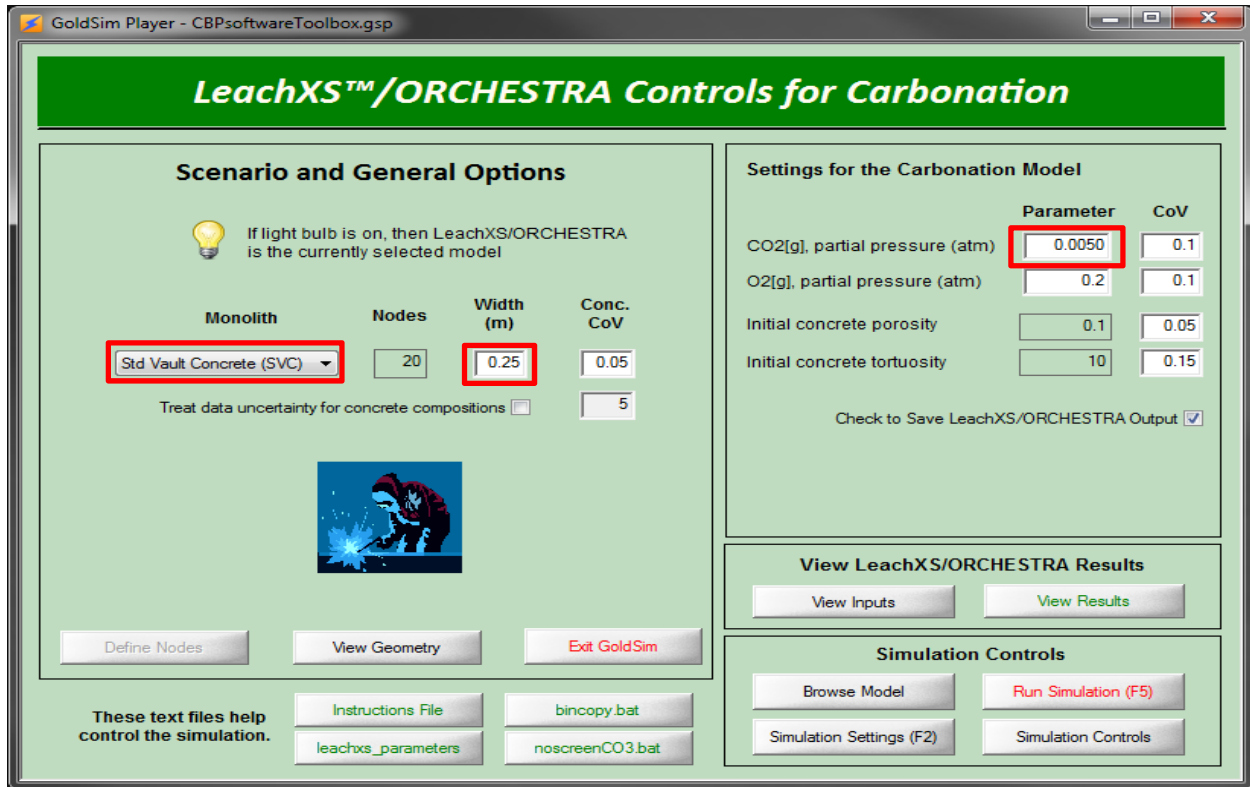 GoldSim Player - CBPsoftwareToolbox.gsp
LeachXS™/ORCHESTRA Controls for Carbonation
Scenario and General Options
If light bulb is on, then LeachXS/ORCHESTRA
is the currently selected model
Monolith
Nodes
Width
(m)
Conc.
CoV
Std Vault Concrete (SVC)
20
0.25
0.05
Treat data uncertainty for concrete compositions
5
Define Nodes
View Geometry
Exit GoldSim
These text files help
control the simulation.
Instructions File
bincopy.bat
leachxs_parameters
noscreenCO3.bat
Settings for the Carbonation Model
Parameter CoV
CO2[g], partial pressure (atm) 0.0050 0.1
O2[g], partial pressure (atm) 0.2 0.1
Initial concrete porosity 0.1 0.05
Initial concrete tortuosity 10 0.15
Check to Save LeachXS/ORCHESTRA Output
View LeachXS/ORCHESTRA Results
View Inputs
View Results
Simulation Controls
Browse Model
Run Simulation (F5)
Simulation Settings (F2)
Simulation Controls